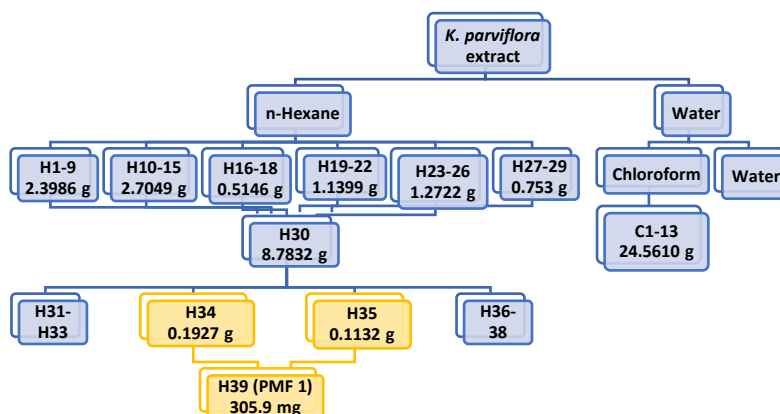 K. parviflora
extract
n-Hexane
Water
H1-9
2.3986 g
H10-15
2.7049 g
H16-18
0.5146 g
H19-22
1.1399 g
H23-26
1.2722 g
H27-29
0.753 g
Chloroform
Water
H30
8.7832 g
C1-13
24.5610 g
H31-
H33
H34
0.1927 g
H35
0.1132 g
H36-
38
H39 (PMF 1)
305.9 mg